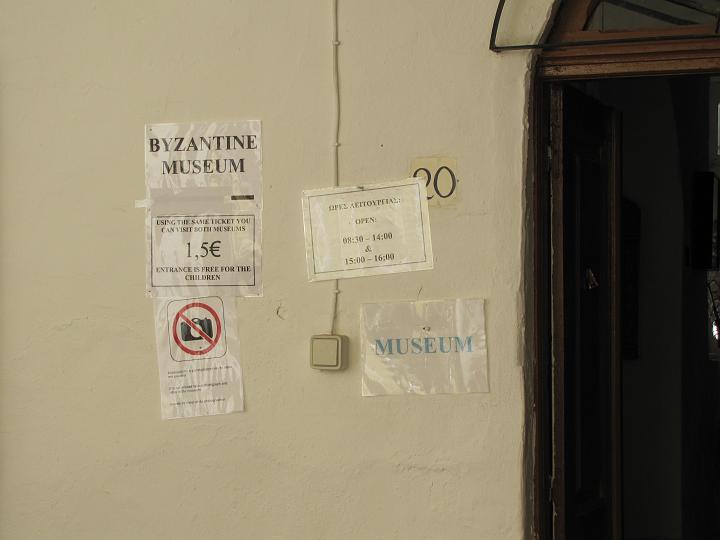 BYZANTINE
MUSEUM
USING THE SAME TICKET YOU
CAN VISIT BOTH MUSEUMS
1,5€
ENTRANCE IS FREE FOR THE
CHILDREN
20
ΩΡΕΣ ΛΕΙΤΟΥΡΓΙΑΣ:
OPEN:
08:30 – 14:00
&
15:00 – 16:00
MUSEUM